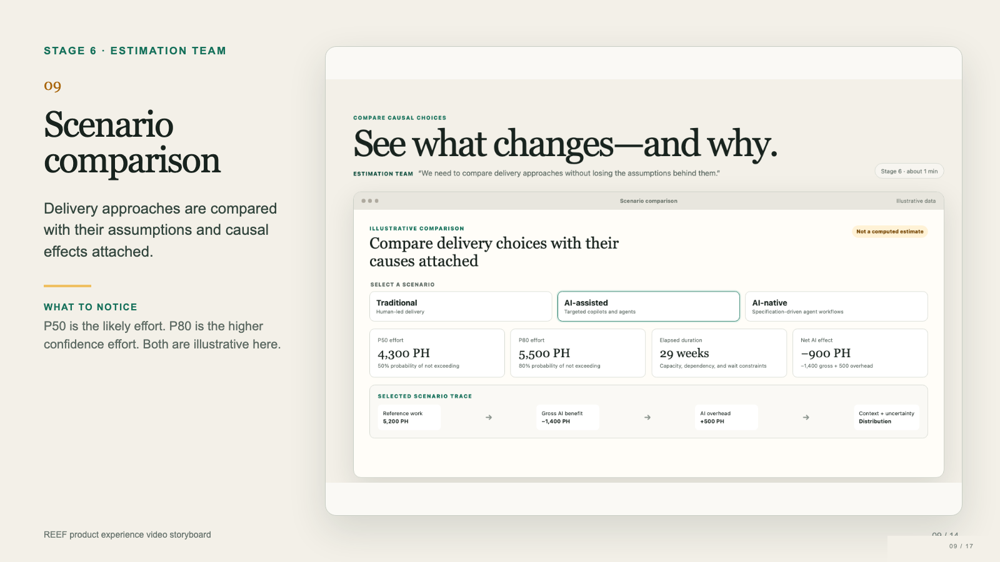 STAGE 6 · ESTIMATION TEAM
09
Scenario
comparison
Delivery approaches are compared
with their assumptions and causal
effects attached.
WHAT TO NOTICE
P50 is the likely effort. P80 is the higher
confidence effort. Both are illustrative here.
COMPARE CAUSAL CHOICES
See what changes—and why.
ESTIMATION TEAM “We need to compare delivery approaches without losing the assumptions behind them.”
Stage 6 · about 1 min
Scenario comparison
Illustrative data
ILLUSTRATIVE COMPARISON
Compare delivery choices with their
causes attached
Not a computed estimate
SELECT A SCENARIO
Traditional
Human-led delivery
AI-assisted
Targeted copilots and agents
AI-native
Specification-driven agent workflows
P50 effort
4,300 PH
50% probability of not exceeding
P80 effort
5,500 PH
80% probability of not exceeding
Elapsed duration
29 weeks
Capacity, dependency, and wait constraints
Net AI effect
−900 PH
−1,400 gross + 500 overhead
SELECTED SCENARIO TRACE
Reference work
5,200 PH
→
Gross AI benefit
−1,400 PH
→
AI overhead
+500 PH
→
Context + uncertainty
Distribution
REEF product experience video storyboard
09 / 14
09 / 17